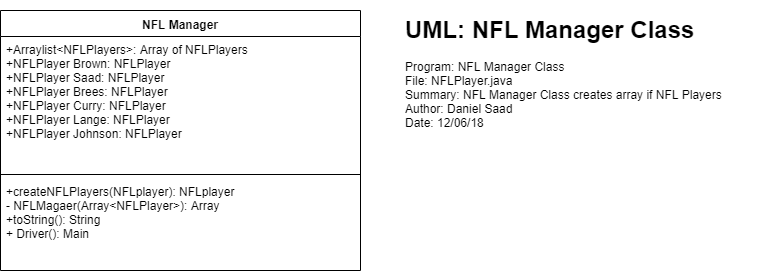 NFL Manager
+Arraylist<NFLPlayers>: Array of NFLPlayers
+NFLPlayer Brown: NFLPlayer
+NFLPlayer Saad: NFLPlayer
+NFLPlayer Brees: NFLPlayer
+NFLPlayer Curry: NFLPlayer
+NFLPlayer Lange: NFLPlayer
+NFLPlayer Johnson: NFLPlayer
+createNFLPlayers(NFLplayer): NFLplayer
- NFLMagaer(Array<NFLPlayer>): Array
+toString(): String
+ Driver(): Main
UML: NFL Manager Class
Program: NFL Manager Class
File: NFLPlayer.java
Summary: NFL Manager Class creates array if NFL Players
Author: Daniel Saad
Date: 12/06/18